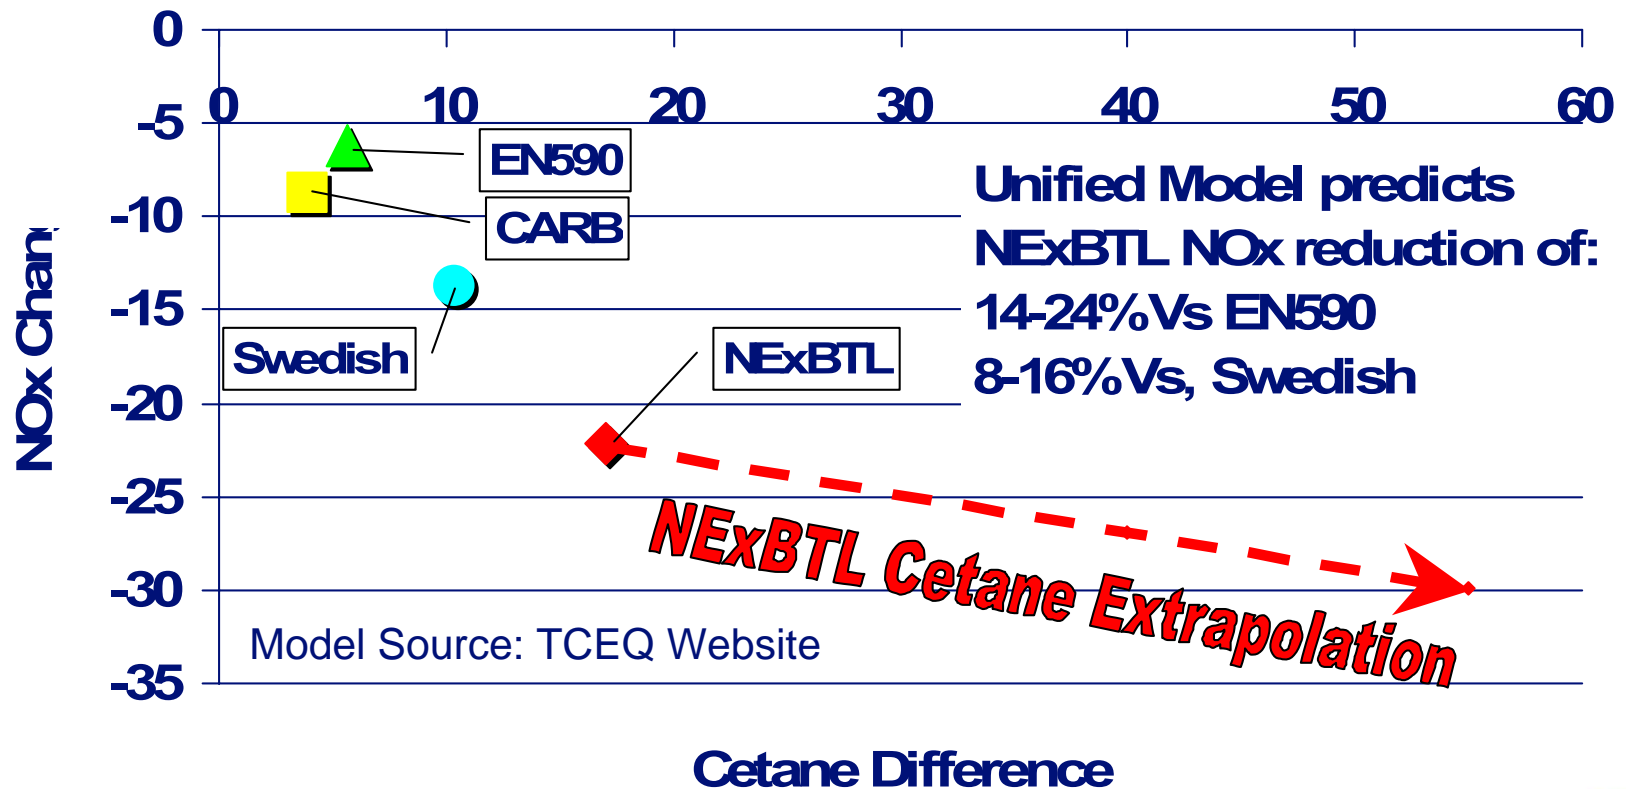 0
0 10 20 30 40 50 60
-5
EN590
Unified Model predicts
CARB
-10
NExBTL NOx reduction of:
-15
14-24% Vs EN590
Swedish
NExBTL
8-16% Vs, Swedish
-20
-25
NExBTL Cetane Extrapolation
-30
Model Source: TCEQ Website
-35
NOx
Cetane Difference